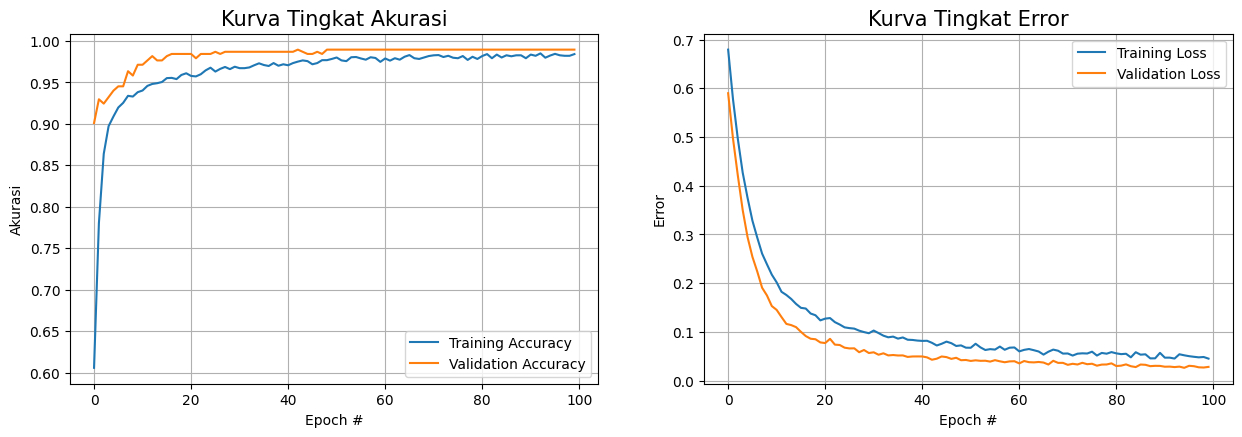 Kurva Tingkat Akurasi
1.00
0.95
0.90
0.85
0.80
0.75
0.70
0.65
0.60
Akurasi
0
20
40
60
80
100
Epoch #
Training Accuracy
Validation Accuracy
Kurva Tingkat Error
0.7
0.6
0.5
0.4
0.3
0.2
0.1
0.0
Error
0
20
40
60
80
100
Epoch #
Training Loss
Validation Loss